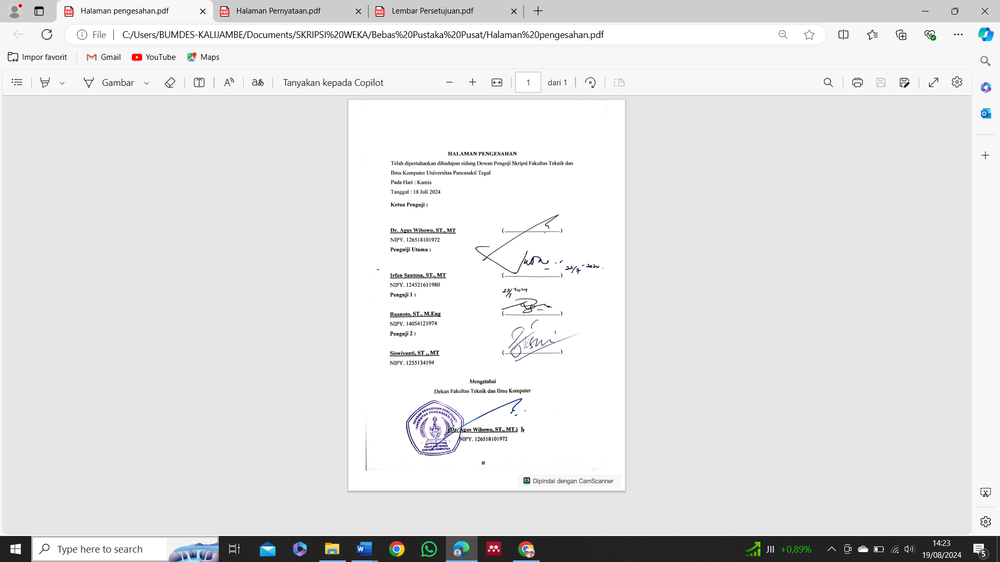 Halaman pengesahan.pdf
Halaman Pernyataan.pdf
Lembar Persetujuan.pdf
File
C:/Users/BUMDES-KALIJAMBE/Documents/SKRIPSI%20WEKA/Bebas%20Pustaka%20Pusat/Halaman%20pengesahan.pdf
Impor favorit
Gmail
YouTube
Maps
Gambar
Tanyakan kepada Copilot
1
dari 1
HALAMAN PENGESAHAN
Telah dipertahankan dihadapan sidang Dewan Penguji Skripsi Fakultas Teknik dan
Ilmu Komputer Universitas Pancasakti Tegal
Pada Hari : Kamis
Tanggal : 18 Juli 2024
Ketua Penguji :
Dr. Agus Wibowo, ST., MT (....................................)
NIPY. 126518101972
Penguiji Utama :
22/7-2024.
Irfan Santosa, ST., MT (....................................)
NIPY. 124521611980
Penguji 1 :
Rusnoto, ST., M.Eng (....................................)
NIPY. 14054121974
Penguji 2 :
Siswiyanti, ST ., MT (....................................)
NIPY. 1255134194
Mengetahui
Dekan Fakultas Teknik dan Ilmu Komputer
YAYASAN PENDIDIKAN PANCASAKTI
UNIVERSITAS PANCASAKTI TEGAL
FAKULTAS TEKNIK
DAN ILMU KOMPUTER
(Dr. Agus Wibowo, ST., MT.)
NIPY. 126518101972
iii
CS Dipindai dengan CamScanner
Type here to search
JII +0,89%
14:23
19/08/2024
5